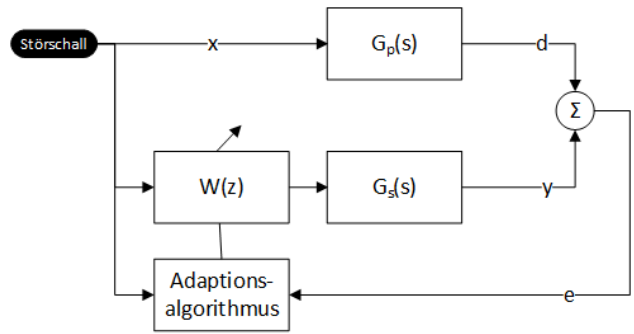 Störschall
x
Gp(s)
d
Σ
W(z)
Gs(s)
y
Adaptions-
algorithmus
e